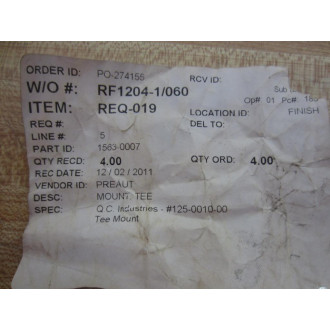 ORDER ID: PO-274155 RCV ID:
Sub
W/O #: RF1204-1/060 Op#: 01 Pc#:
ITEM: REQ-019 LOCATION ID: FINISH
REQ #: DEL TO:
LINE #: 5
PART ID: 1563-0007
QTY RECD: 4.00 QTY ORD: 4.00
REC DATE: 12/02/2011
VENDOR ID: PREAUT
DESC: MOUNT, TEE
SPEC: Q.C. Industries - #125-0010-00
Tee Mount